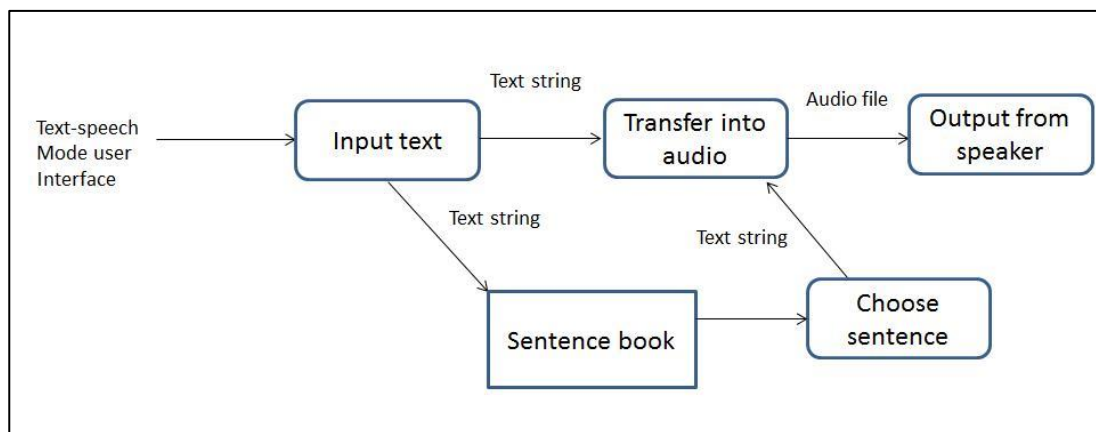 Text-speech
Mode user
Interface
Input text
Text string
Transfer into
audio
Audio file
Output from
speaker
Text string
Sentence book
Text string
Choose
sentence